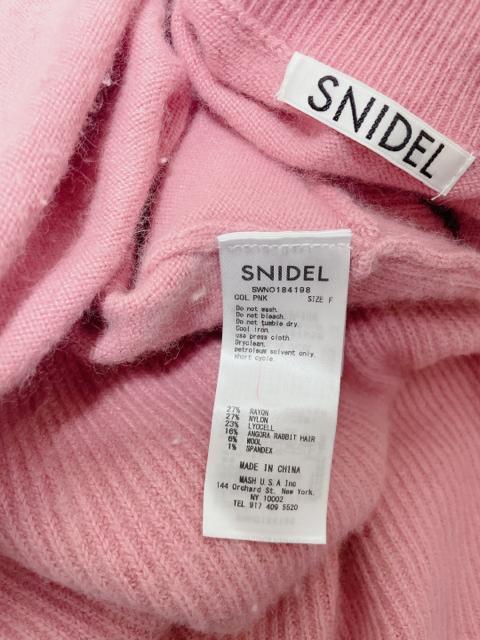 SNIDEL
SNIDEL
SWNO184198
COL PNK SIZE F
Do not wash.
Do not bleach.
Do not tumble dry.
Cool iron.
use press cloth.
Dryclean.
petroleum solvent only.
short cycle.
27% RAYON
27% NYLON
23% LYOCELL
16% ANGORA RABBIT HAIR
6% WOOL
1% SPANDEX
MADE IN CHINA
MASH U.S.A Inc
144 Orchard St. New York.
NY 10002
TEL 917 409 5520